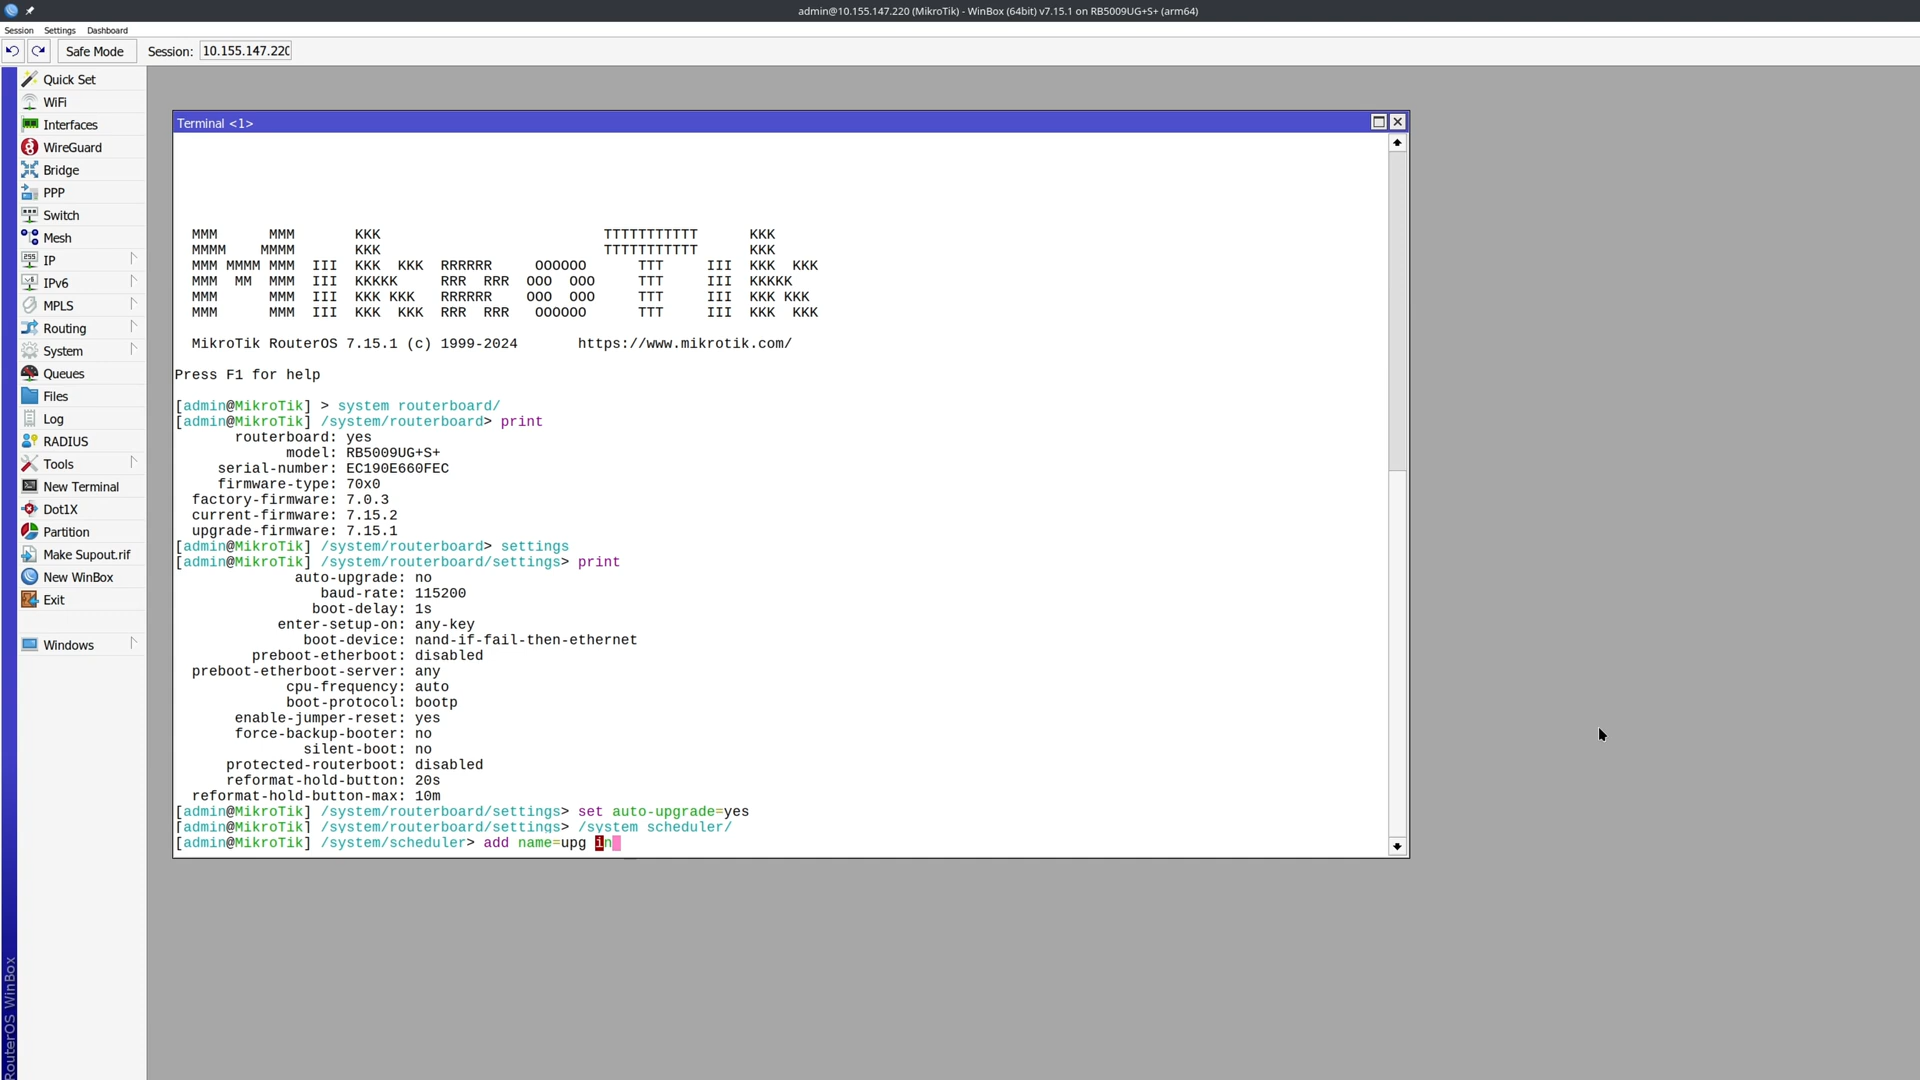 admin@10.155.147.220 (MikroTik) - WinBox (64bit) v7.15.1 on RB5009UG+S+ (arm64)
Session Settings Dashboard
Safe Mode Session: 10.155.147.220
Quick Set
WiFi
Interfaces
WireGuard
Bridge
PPP
Switch
Mesh
IP
IPv6
MPLS
Routing
System
Queues
Files
Log
RADIUS
Tools
New Terminal
Dot1X
Partition
Make Supout.rif
New WinBox
Exit
Windows
RouterOS WinBox
Terminal <1>
MMM      MMM       KKK                          TTTTTTTTTTT      KKK
MMMM    MMMM       KKK                          TTTTTTTTTTT      KKK
MMM MMMM MMM  III  KKK  KKK  RRRRRR     OOOOOO      TTT     III  KKK  KKK
MMM  MM  MMM  III  KKKKK     RRR  RRR  OOO  OOO     TTT     III  KKKKK
MMM      MMM  III  KKK KKK   RRRRRR    OOO  OOO     TTT     III  KKK KKK
MMM      MMM  III  KKK  KKK  RRR  RRR   OOOOOO      TTT     III  KKK  KKK
MikroTik RouterOS 7.15.1 (c) 1999-2024       https://www.mikrotik.com/
Press F1 for help
[admin@MikroTik] > system routerboard/
[admin@MikroTik] /system/routerboard> print
routerboard: yes
model: RB5009UG+S+
serial-number: EC190E660FEC
firmware-type: 70x0
factory-firmware: 7.0.3
current-firmware: 7.15.2
upgrade-firmware: 7.15.1
[admin@MikroTik] /system/routerboard> settings
[admin@MikroTik] /system/routerboard/settings> print
auto-upgrade: no
baud-rate: 115200
boot-delay: 1s
enter-setup-on: any-key
boot-device: nand-if-fail-then-ethernet
preboot-etherboot: disabled
preboot-etherboot-server: any
cpu-frequency: auto
boot-protocol: bootp
enable-jumper-reset: yes
force-backup-booter: no
silent-boot: no
protected-routerboot: disabled
reformat-hold-button: 20s
reformat-hold-button-max: 10m
[admin@MikroTik] /system/routerboard/settings> set auto-upgrade=yes
[admin@MikroTik] /system/routerboard/settings> /system scheduler/
[admin@MikroTik] /system/scheduler> add name=upg in